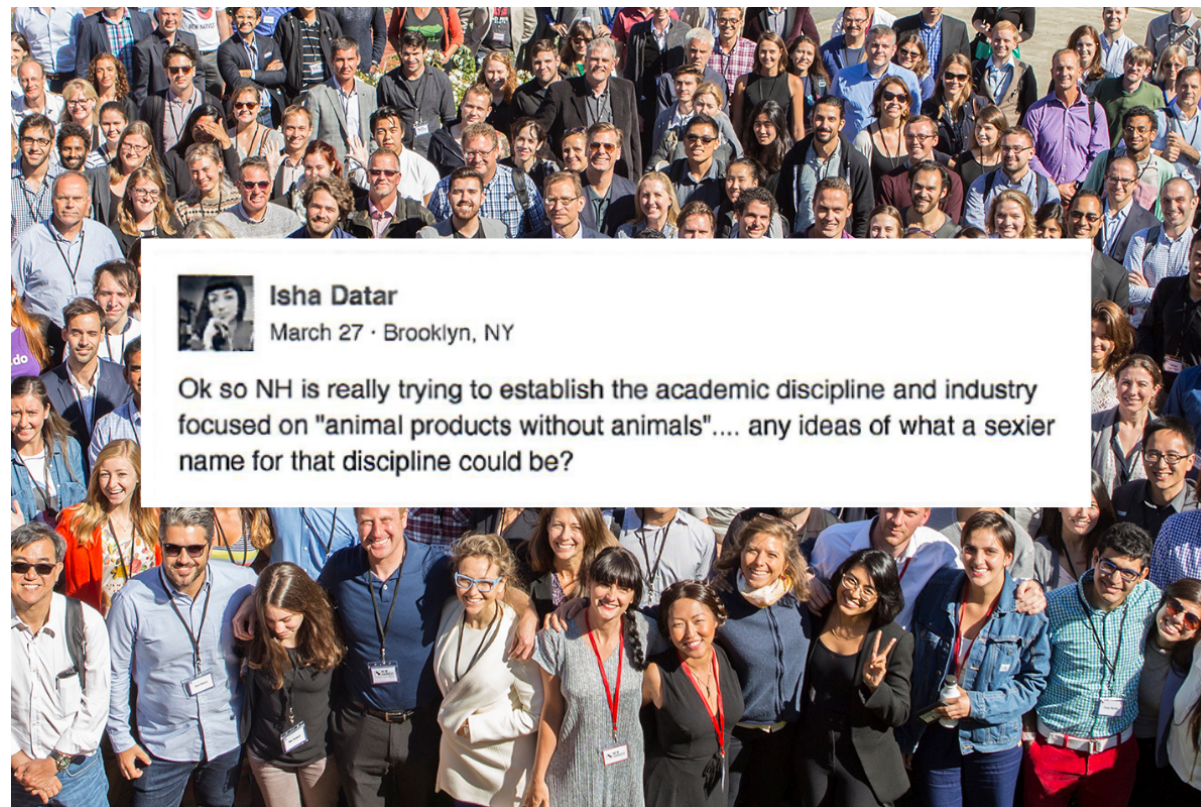 Isha Datar
March 27 · Brooklyn, NY
Ok so NH is really trying to establish the academic discipline and industry
focused on "animal products without animals".... any ideas of what a sexier
name for that discipline could be?